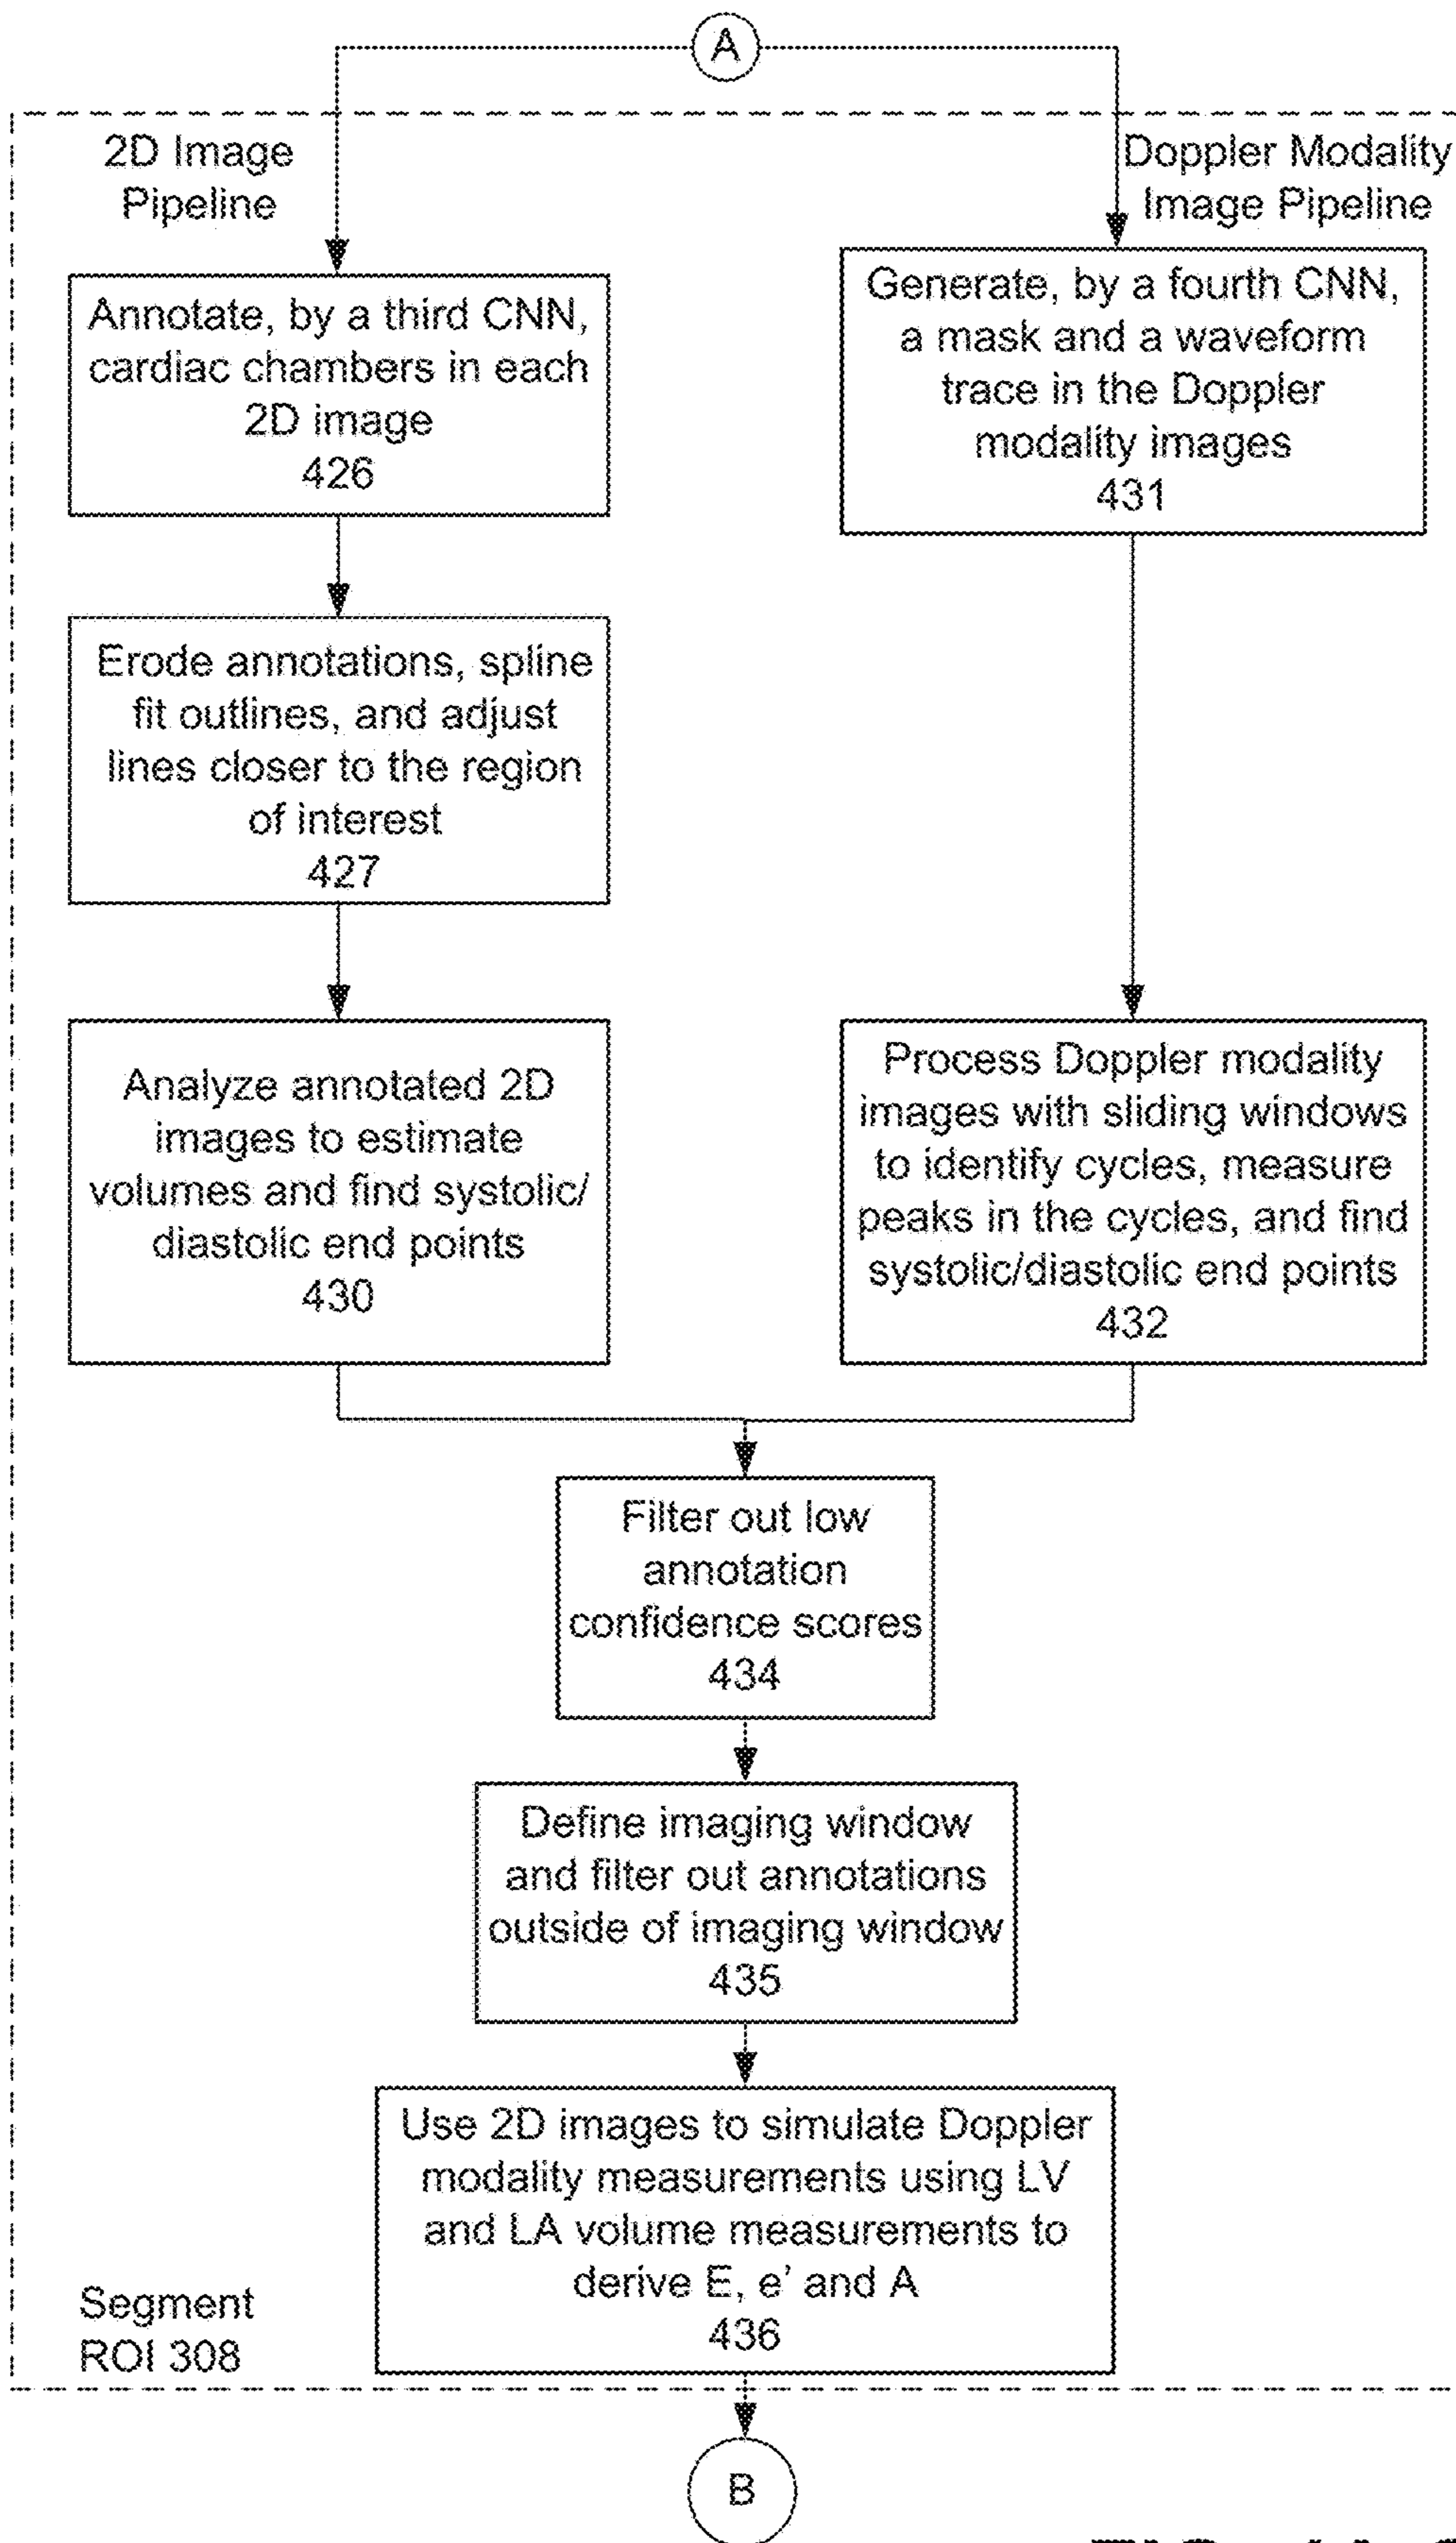 A
2D Image
Pipeline
Doppler Modality
Image Pipeline
Annotate, by a third CNN,
cardiac chambers in each
2D image
426
Generate, by a fourth CNN,
a mask and a waveform
trace in the Doppler
modality images
431
Erode annotations, spline
fit outlines, and adjust
lines closer to the region
of interest
427
Analyze annotated 2D
images to estimate
volumes and find systolic/
diastolic end points
430
Process Doppler modality
images with sliding windows
to identify cycles, measure
peaks in the cycles, and find
systolic/diastolic end points
432
Filter out low
annotation
confidence scores
434
Define imaging window
and filter out annotations
outside of imaging window
435
Use 2D images to simulate Doppler
modality measurements using LV
and LA volume measurements to
derive E, e' and A
436
Segment
ROI 308
B